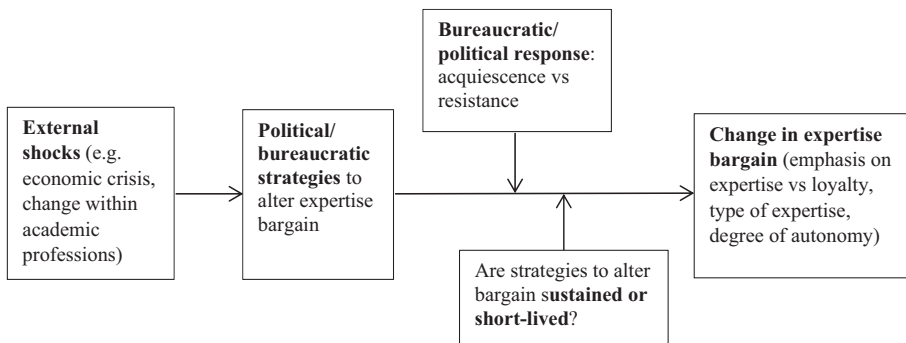 External
shocks (e.g.
economic crisis,
change within
academic
professions)
Political/
bureaucratic
strategies to
alter expertise
bargain
Bureaucratic/
political response:
acquiescence vs
resistance
Are strategies to alter
bargain sustained or
short-lived?
Change in expertise
bargain (emphasis on
expertise vs loyalty,
type of expertise,
degree of autonomy)